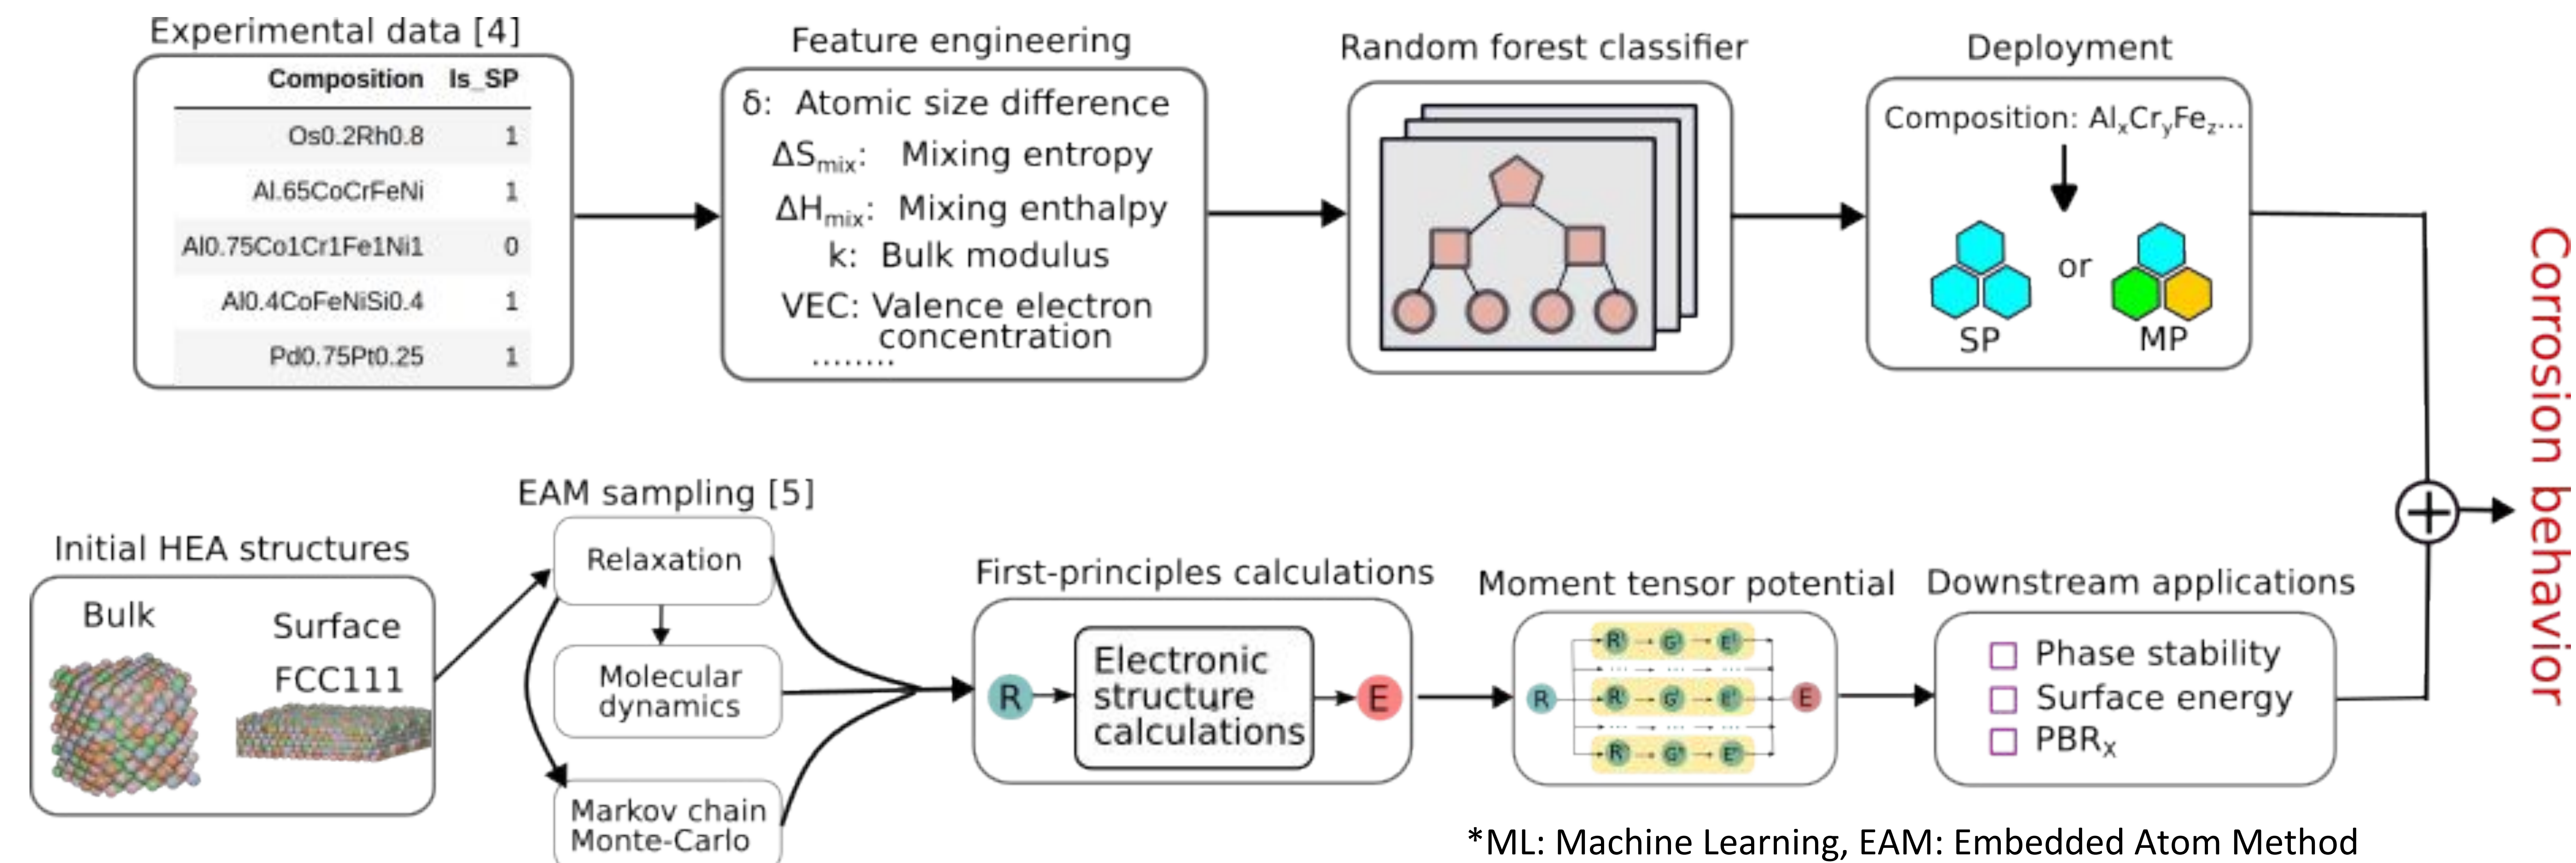 Experimental data [4]
Composition Is_SP
Os0.2Rh0.8 1
Al.65CoCrFeNi 1
Al0.75Co1Cr1Fe1Ni1 0
Al0.4CoFeNiSi0.4 1
Pd0.75Pt0.25 1
Feature engineering
δ: Atomic size difference
ΔSmix: Mixing entropy
ΔHmix: Mixing enthalpy
k: Bulk modulus
VEC: Valence electron
concentration
........
Random forest classifier
Deployment
Composition: AlxCryFez...
or
SP
MP
Initial HEA structures
Bulk
Surface
FCC111
EAM sampling [5]
Relaxation
Molecular
dynamics
Markov chain
Monte-Carlo
First-principles calculations
R
Electronic
structure
calculations
E
Moment tensor potential
R
E
Downstream applications
Phase stability
Surface energy
PBRx
Corrosion behavior
*ML: Machine Learning, EAM: Embedded Atom Method